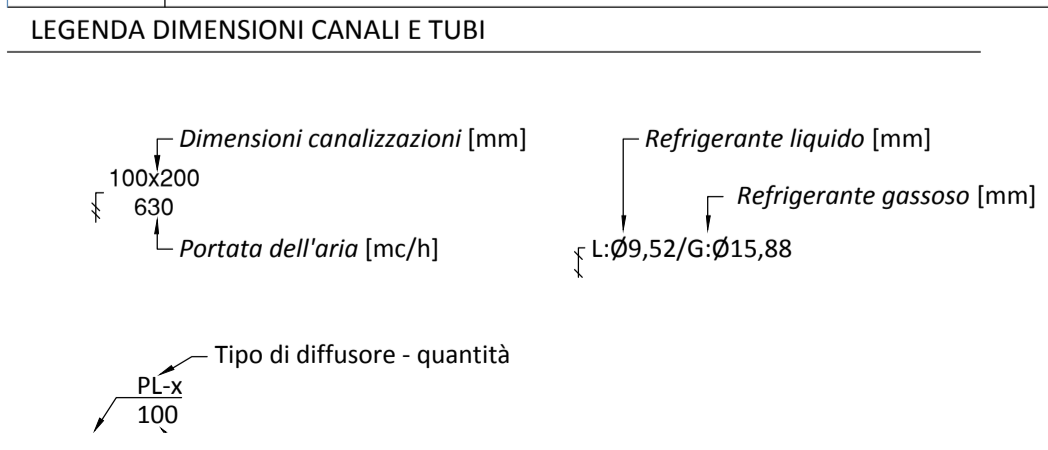 LEGENDA DIMENSIONI CANALI E TUBI
Dimensioni canalizzazioni [mm]
100x200
630
Portata dell'aria [mc/h]
Refrigerante liquido [mm]
Refrigerante gassoso [mm]
L:Ø9,52/G:Ø15,88
Tipo di diffusore - quantità
PL-x
100